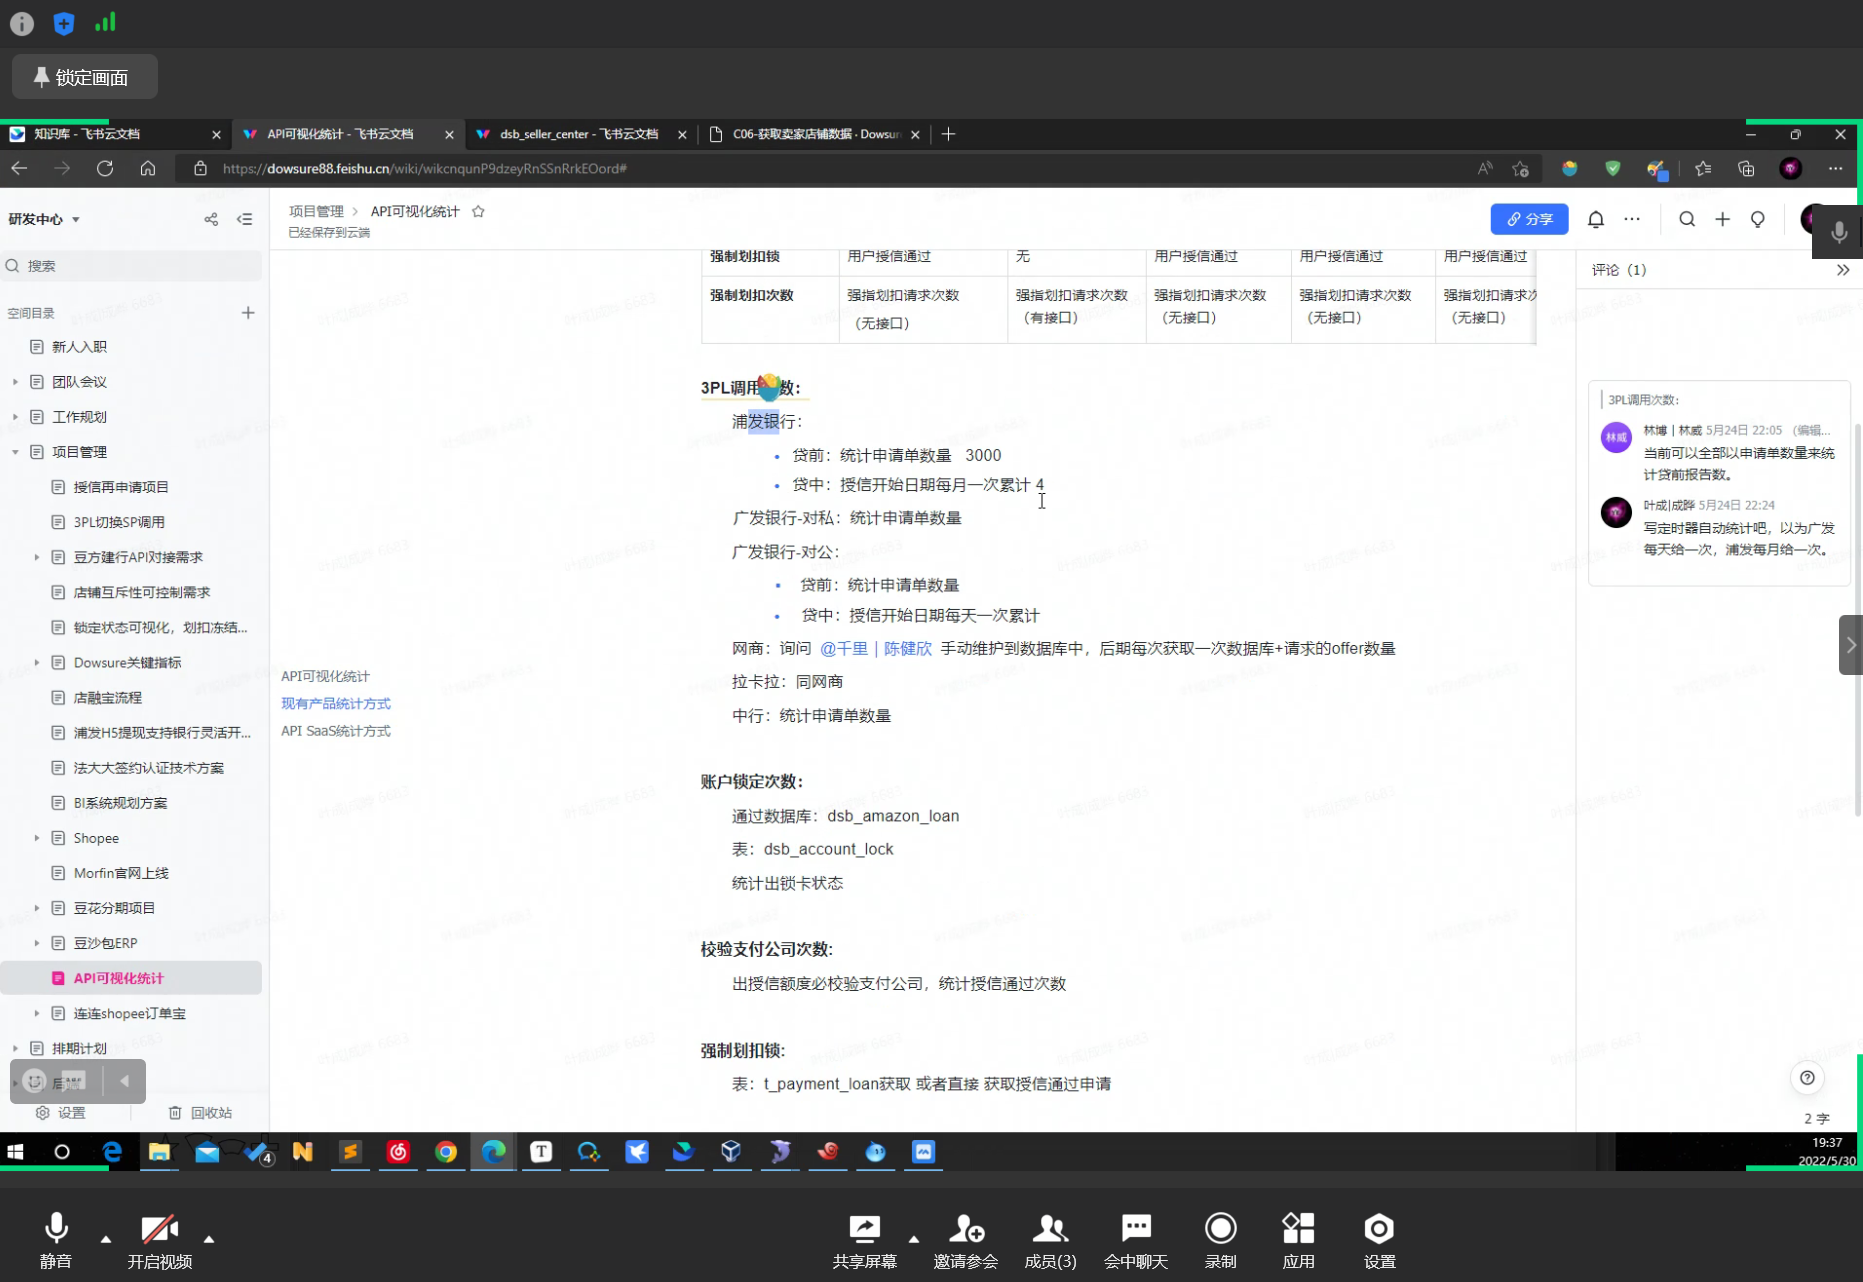 锁定画面
知识库 - 飞书云文档
API可视化统计 - 飞书云文档
dsb_seller_center - 飞书云文档
C06-获取卖家店铺数据 · Dowsur
https://dowsure88.feishu.cn/wiki/wikcnqunP9dzeyRnSSnRrkEOord#
研发中心
搜索
空间目录
新人入职
团队会议
工作规划
项目管理
授信再申请项目
3PL切换SP调用
豆方建行API对接需求
店铺互斥性可控制需求
锁定状态可视化，划扣冻结...
Dowsure关键指标
店融宝流程
浦发H5提现支持银行灵活开...
法大大签约认证技术方案
BI系统规划方案
Shopee
Morfin官网上线
豆花分期项目
豆沙包ERP
API可视化统计
连连shopee订单宝
排期计划
设置
回收站
项目管理 > API可视化统计
已经保存到云端
分享
API可视化统计
现有产品统计方式
API SaaS统计方式
强制划扣锁 用户授信通过 无 用户授信通过 用户授信通过 用户授信通过
强制划扣次数 强指划扣请求次数 强指划扣请求次数 强指划扣请求次数 强指划扣请求次数 强指划扣请求次
（无接口） （有接口） （无接口） （无接口） （无接口）
3PL调用 数：
浦发银行：
• 贷前：统计申请单数量 3000
• 贷中：授信开始日期每月一次累计 4
广发银行-对私：统计申请单数量
广发银行-对公：
• 贷前：统计申请单数量
• 贷中：授信开始日期每天一次累计
网商：询问 @千里｜陈健欣 手动维护到数据库中，后期每次获取一次数据库+请求的offer数量
拉卡拉：同网商
中行：统计申请单数量
账户锁定次数：
通过数据库：dsb_amazon_loan
表：dsb_account_lock
统计出锁卡状态
校验支付公司次数:
出授信额度必校验支付公司，统计授信通过次数
强制划扣锁:
表：t_payment_loan获取 或者直接 获取授信通过申请
评论（1）
3PL调用次数：
林威
林博｜林威 5月24日 22:05 （编辑...
当前可以全部以申请单数量来统
计贷前报告数。
叶成|成晔 5月24日 22:24
写定时器自动统计吧，以为广发
每天给一次，浦发每月给一次。
2 字
4
19:37
2022/5/30
静音
开启视频
共享屏幕
邀请参会
成员(3)
会中聊天
录制
应用
设置